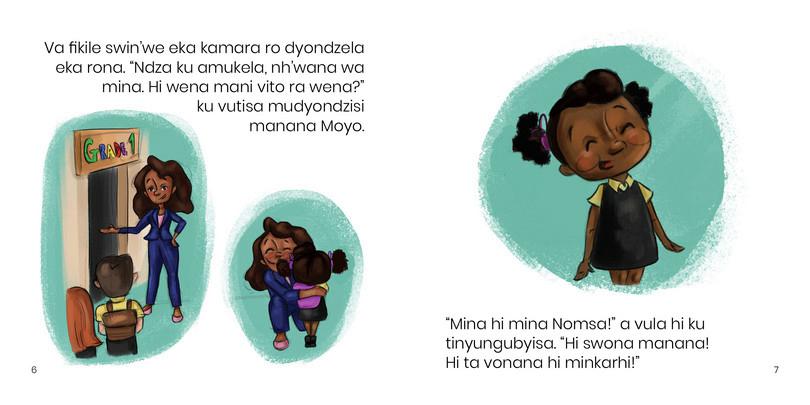 Va fikile swin’we eka kamara ro dyondzela
eka rona. “Ndza ku amukela, nh’wana wa
mina. Hi wena mani vito ra wena?”
ku vutisa mudyondzisi
manana Moyo.
GRADE 1
6
“Mina hi mina Nomsa!” a vula hi ku
tinyungubyisa. “Hi swona manana!
Hi ta vonana hi minkarhi!”
7